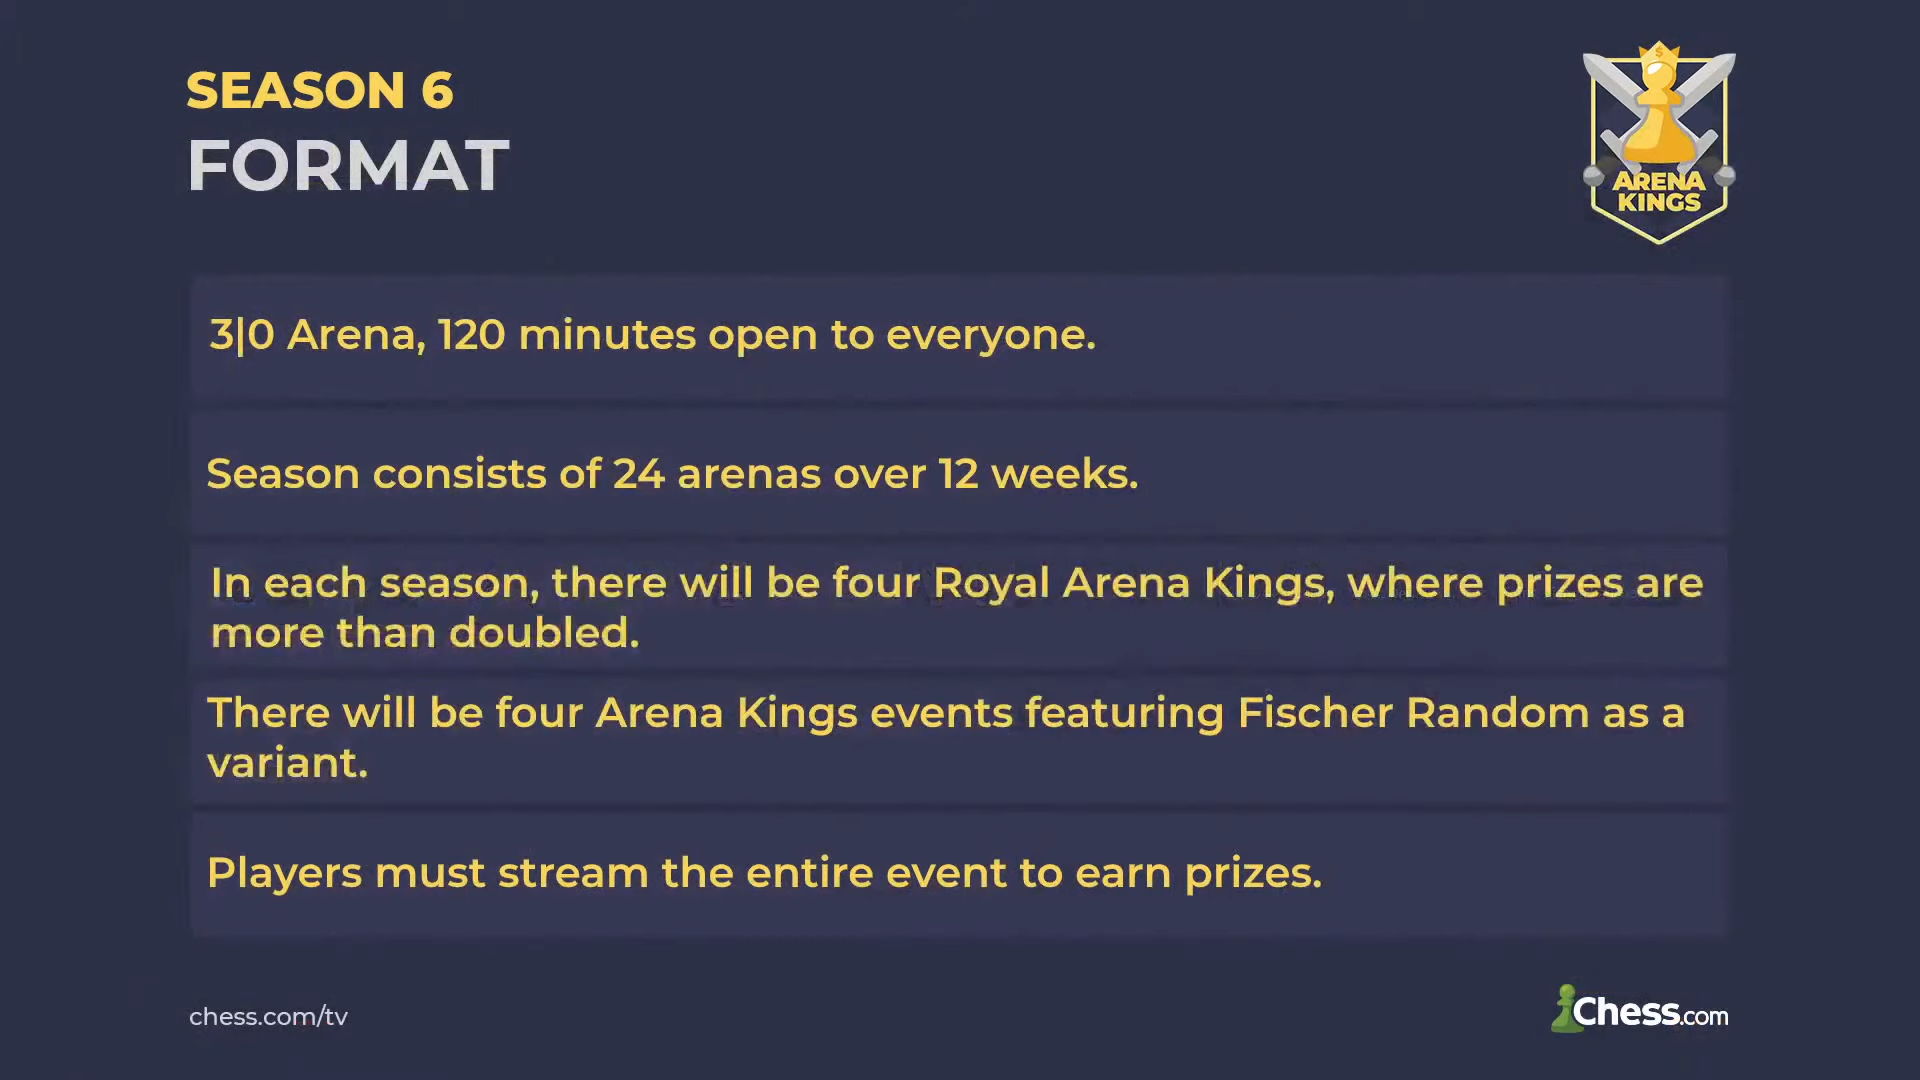 SEASON 6
FORMAT
$
ARENA
KINGS
3|0 Arena, 120 minutes open to everyone.
Season consists of 24 arenas over 12 weeks.
In each season, there will be four Royal Arena Kings, where prizes are
more than doubled.
There will be four Arena Kings events featuring Fischer Random as a
variant.
Players must stream the entire event to earn prizes.
chess.com/tv
Chess.com